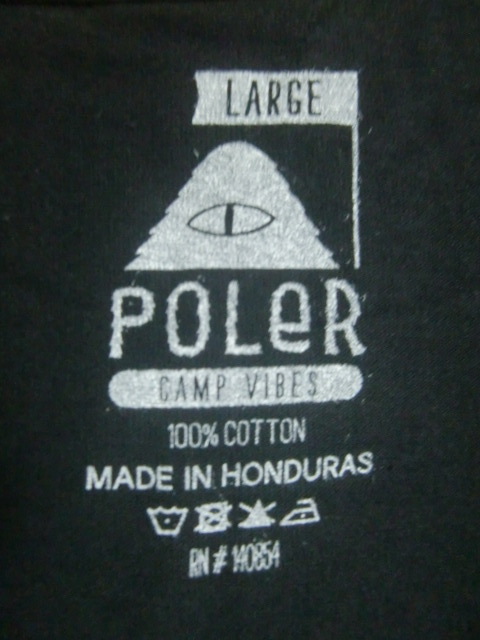 LARGE
POLeR
CAMP VIBES
100% COTTON
MADE IN HONDURAS
RN # 140854